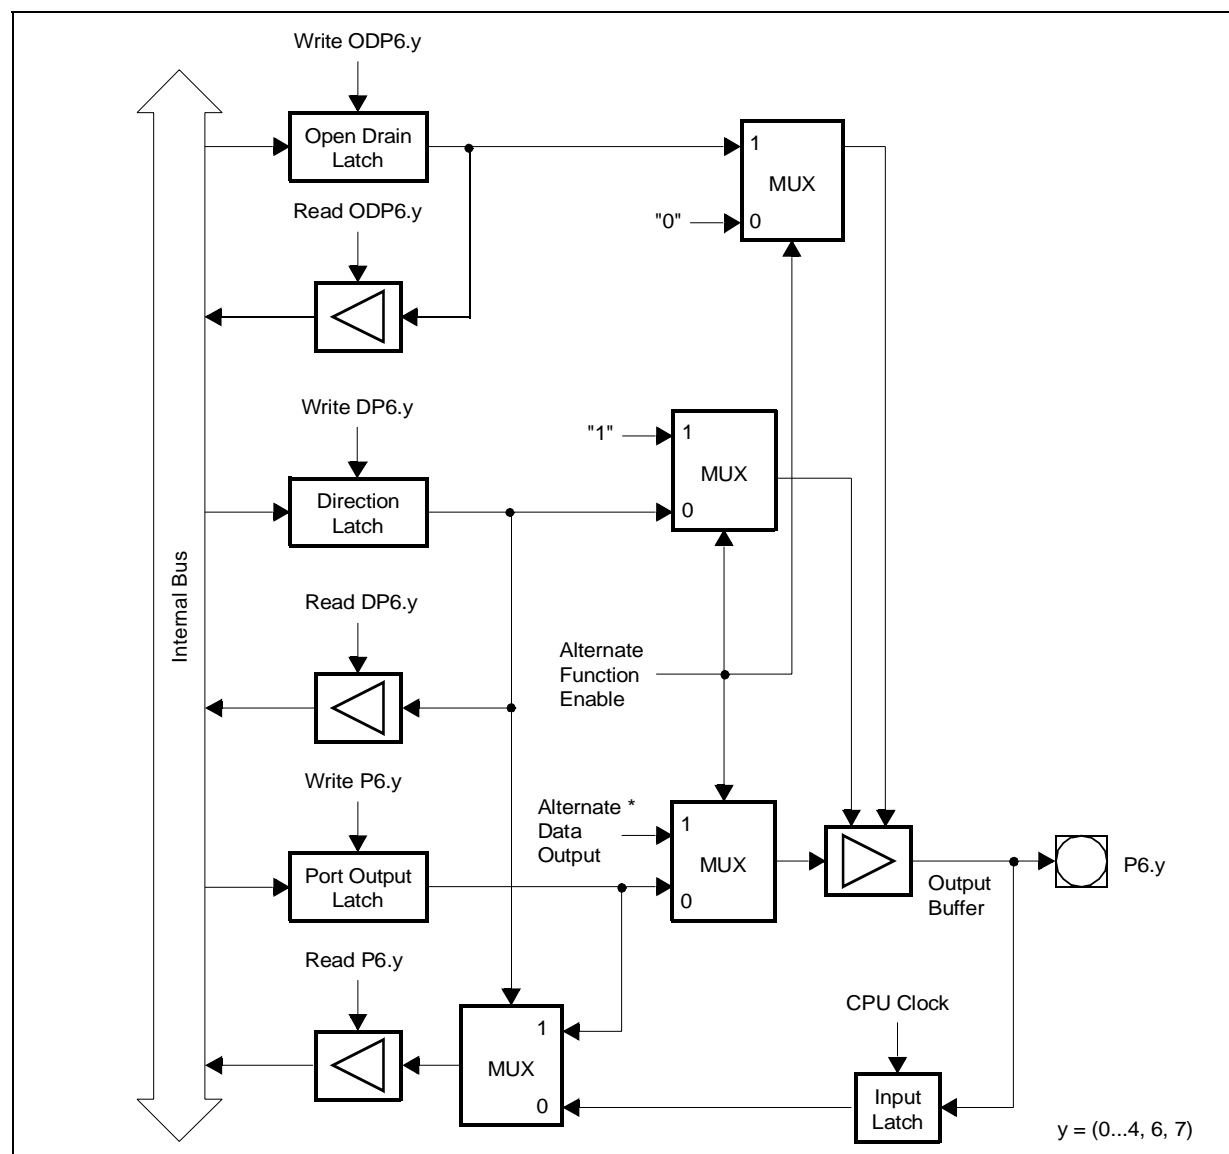 Write ODP6.y
Open Drain
Latch
1
MUX
"0"
0
Read ODP6.y
Write DP6.y
"1"
1
MUX
Direction
Latch
0
Internal Bus
Read DP6.y
Alternate
Function
Enable
Write P6.y
Alternate *
Data
Output
1
MUX
0
Port Output
Latch
Output
Buffer
P6.y
Read P6.y
CPU Clock
1
MUX
0
Input
Latch
y = (0...4, 6, 7)